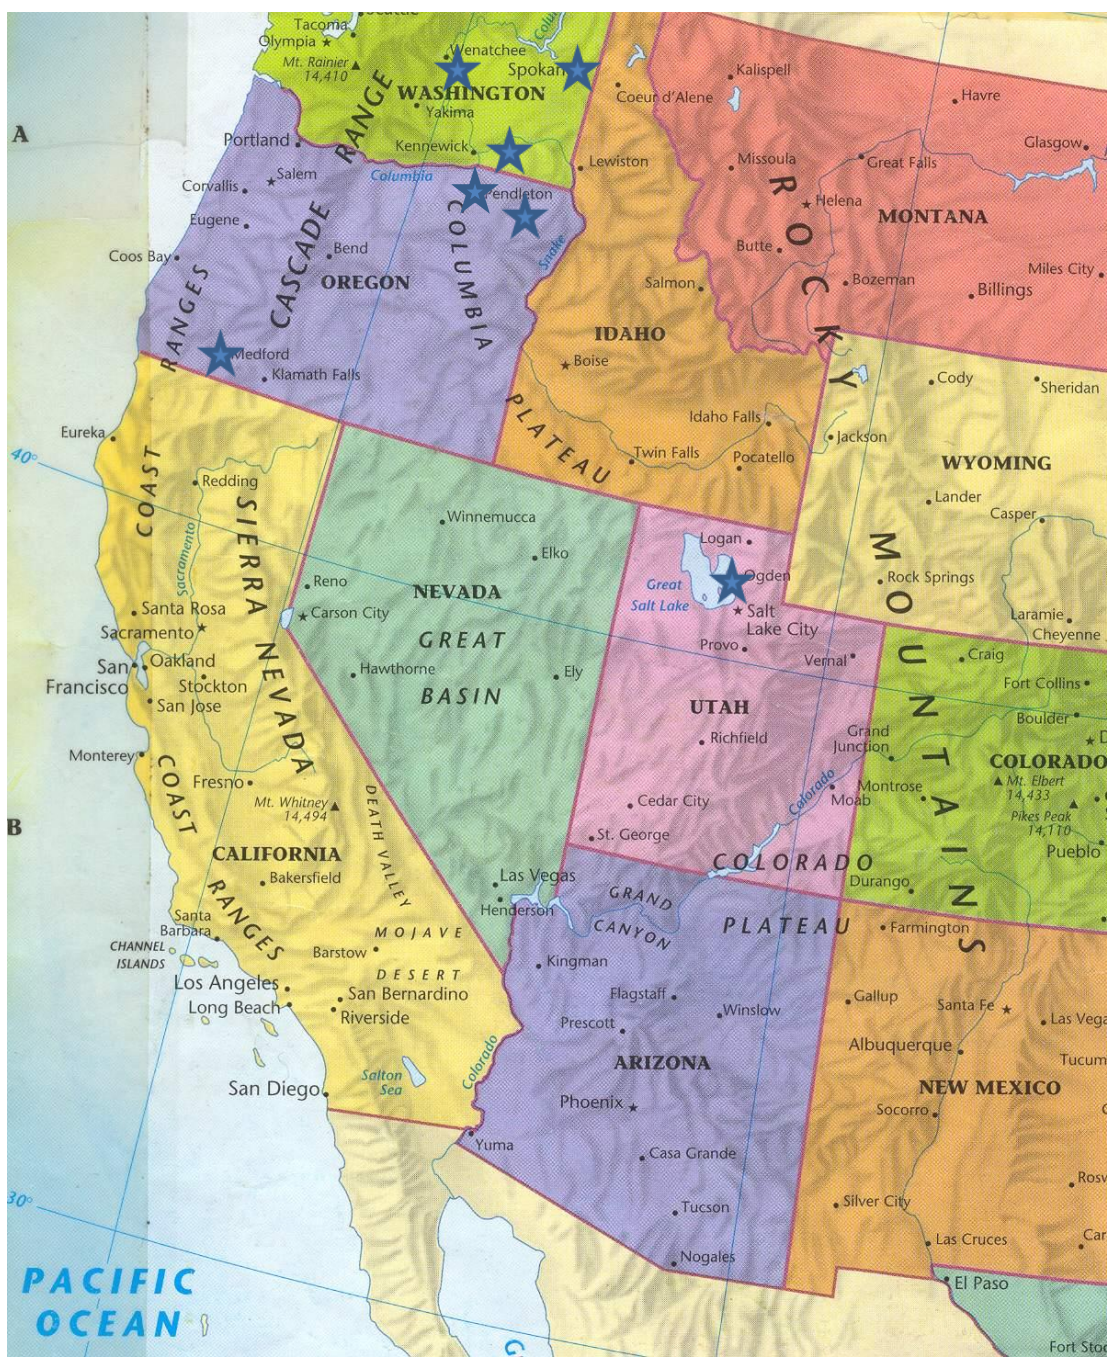 Tacoma
Olympia
Mt. Rainier
14,410
Wenatchee
Spokan
WASHINGTON
Yakima
Kennewick
Coeur d'Alene
Lewiston
Kalispell
Havre
Glasgow
Great Falls
Missoula
Helena
MONTANA
Butte
Bozeman
Miles City
Billings
A
Portland
Salem
Corvallis
Eugene
Coos Bay
Bend
OREGON
Columbia
Pendleton
Snake
Medford
Klamath Falls
CASCADE RANGE
COAST RANGES
COLUMBIA PLATEAU
Salmon
IDAHO
Boise
Idaho Falls
Twin Falls
Pocatello
ROCKY MOUNTAINS
Cody
Sheridan
Jackson
WYOMING
Lander
Casper
Rock Springs
Laramie
Cheyenne
Eureka
40°
Redding
Sacramento
SIERRA NEVADA
Winnemucca
Elko
NEVADA
Reno
Carson City
GREAT
BASIN
Hawthorne
Ely
Logan
Ogden
Great
Salt Lake
Salt
Lake City
Provo
Vernal
UTAH
Richfield
Cedar City
St. George
Moab
Colorado
Craig
Fort Collins
Boulder
Grand
Junction
COLORADO
Mt. Elbert
14,433
Montrose
Pikes Peak
14,110
Pueblo
Durango
Santa Rosa
Sacramento
San
Francisco
Oakland
Stockton
San Jose
Monterey
Fresno
Mt. Whitney
14,494
DEATH VALLEY
COAST RANGES
B
CALIFORNIA
Bakersfield
Las Vegas
Henderson
Santa
Barbara
CHANNEL
ISLANDS
Barstow
MOJAVE
DESERT
Los Angeles
Long Beach
San Bernardino
Riverside
Salton
Sea
Colorado
San Diego
COLORADO
PLATEAU
GRAND
CANYON
Kingman
Flagstaff
Winslow
Prescott
ARIZONA
Phoenix
Yuma
Casa Grande
Tucson
Nogales
Farmington
Gallup
Santa Fe
Las Vega
Albuquerque
Tucum
NEW MEXICO
Socorro
Rosw
Silver City
Las Cruces
Car
El Paso
Fort Stoc
30°
PACIFIC
OCEAN